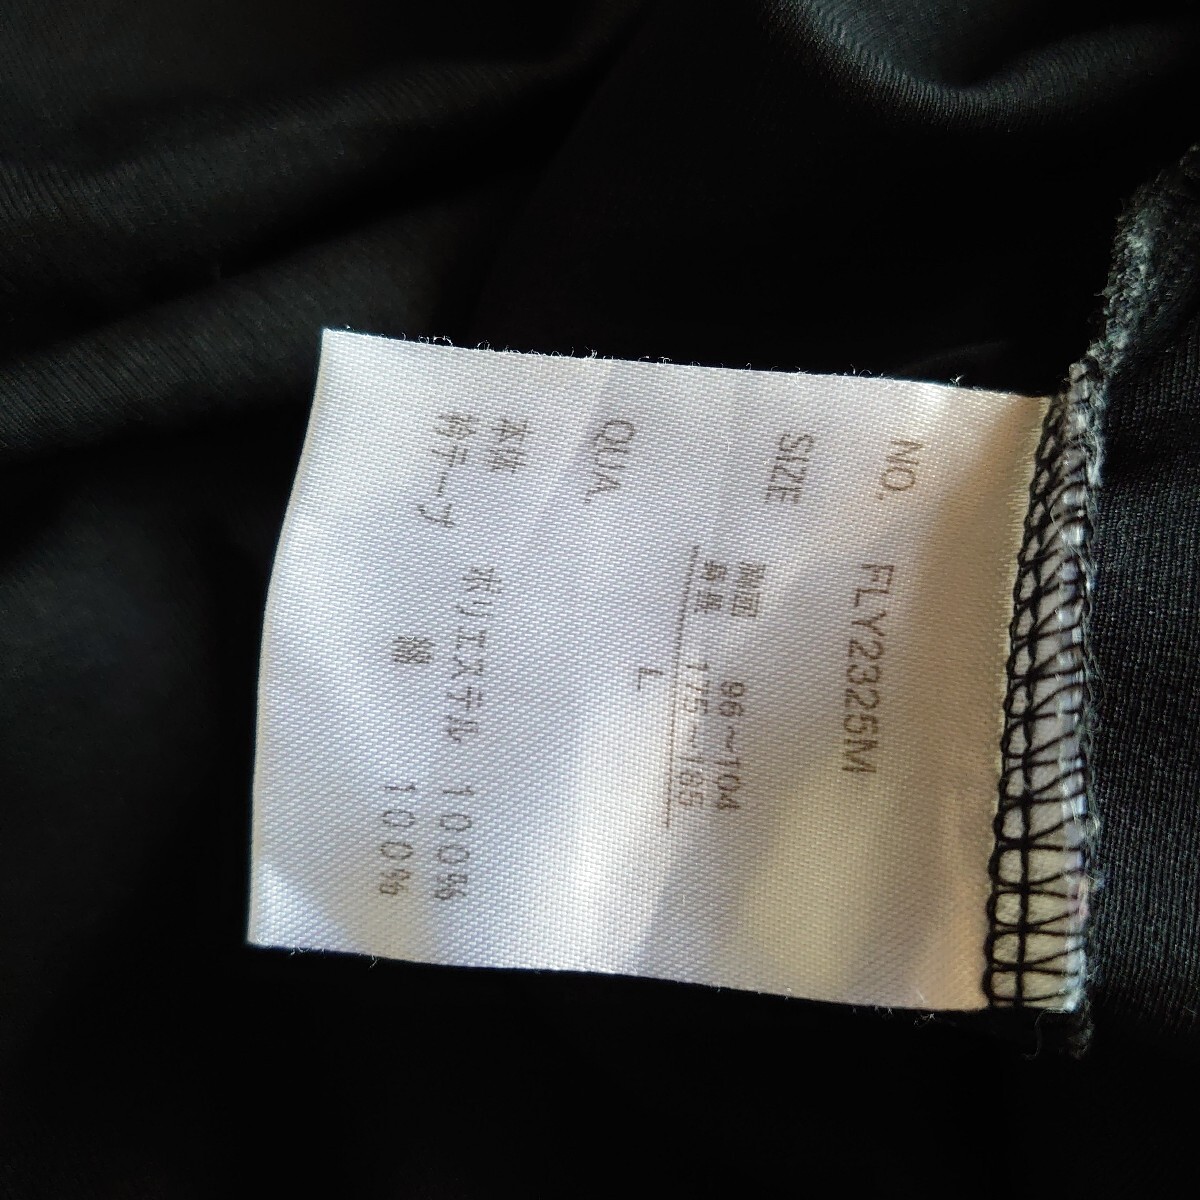 NO. FLY2325M
SIZE
胸囲 96~104
身長 175~185
L
QUA.
本体 ポリエステル 100%
衿テープ 綿 100%